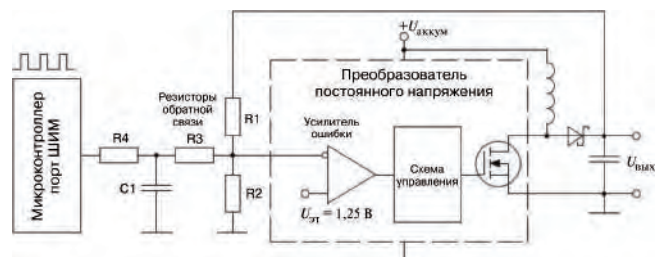 +Uаккум
Преобразователь
постоянного напряжения
Микроконтроллер
порт ШИМ
Резисторы
обратной
связи
R1
Усилитель
ошибки
R4
R3
C1
R2
Схема
управления
Uэт = 1,25 В
Uвых